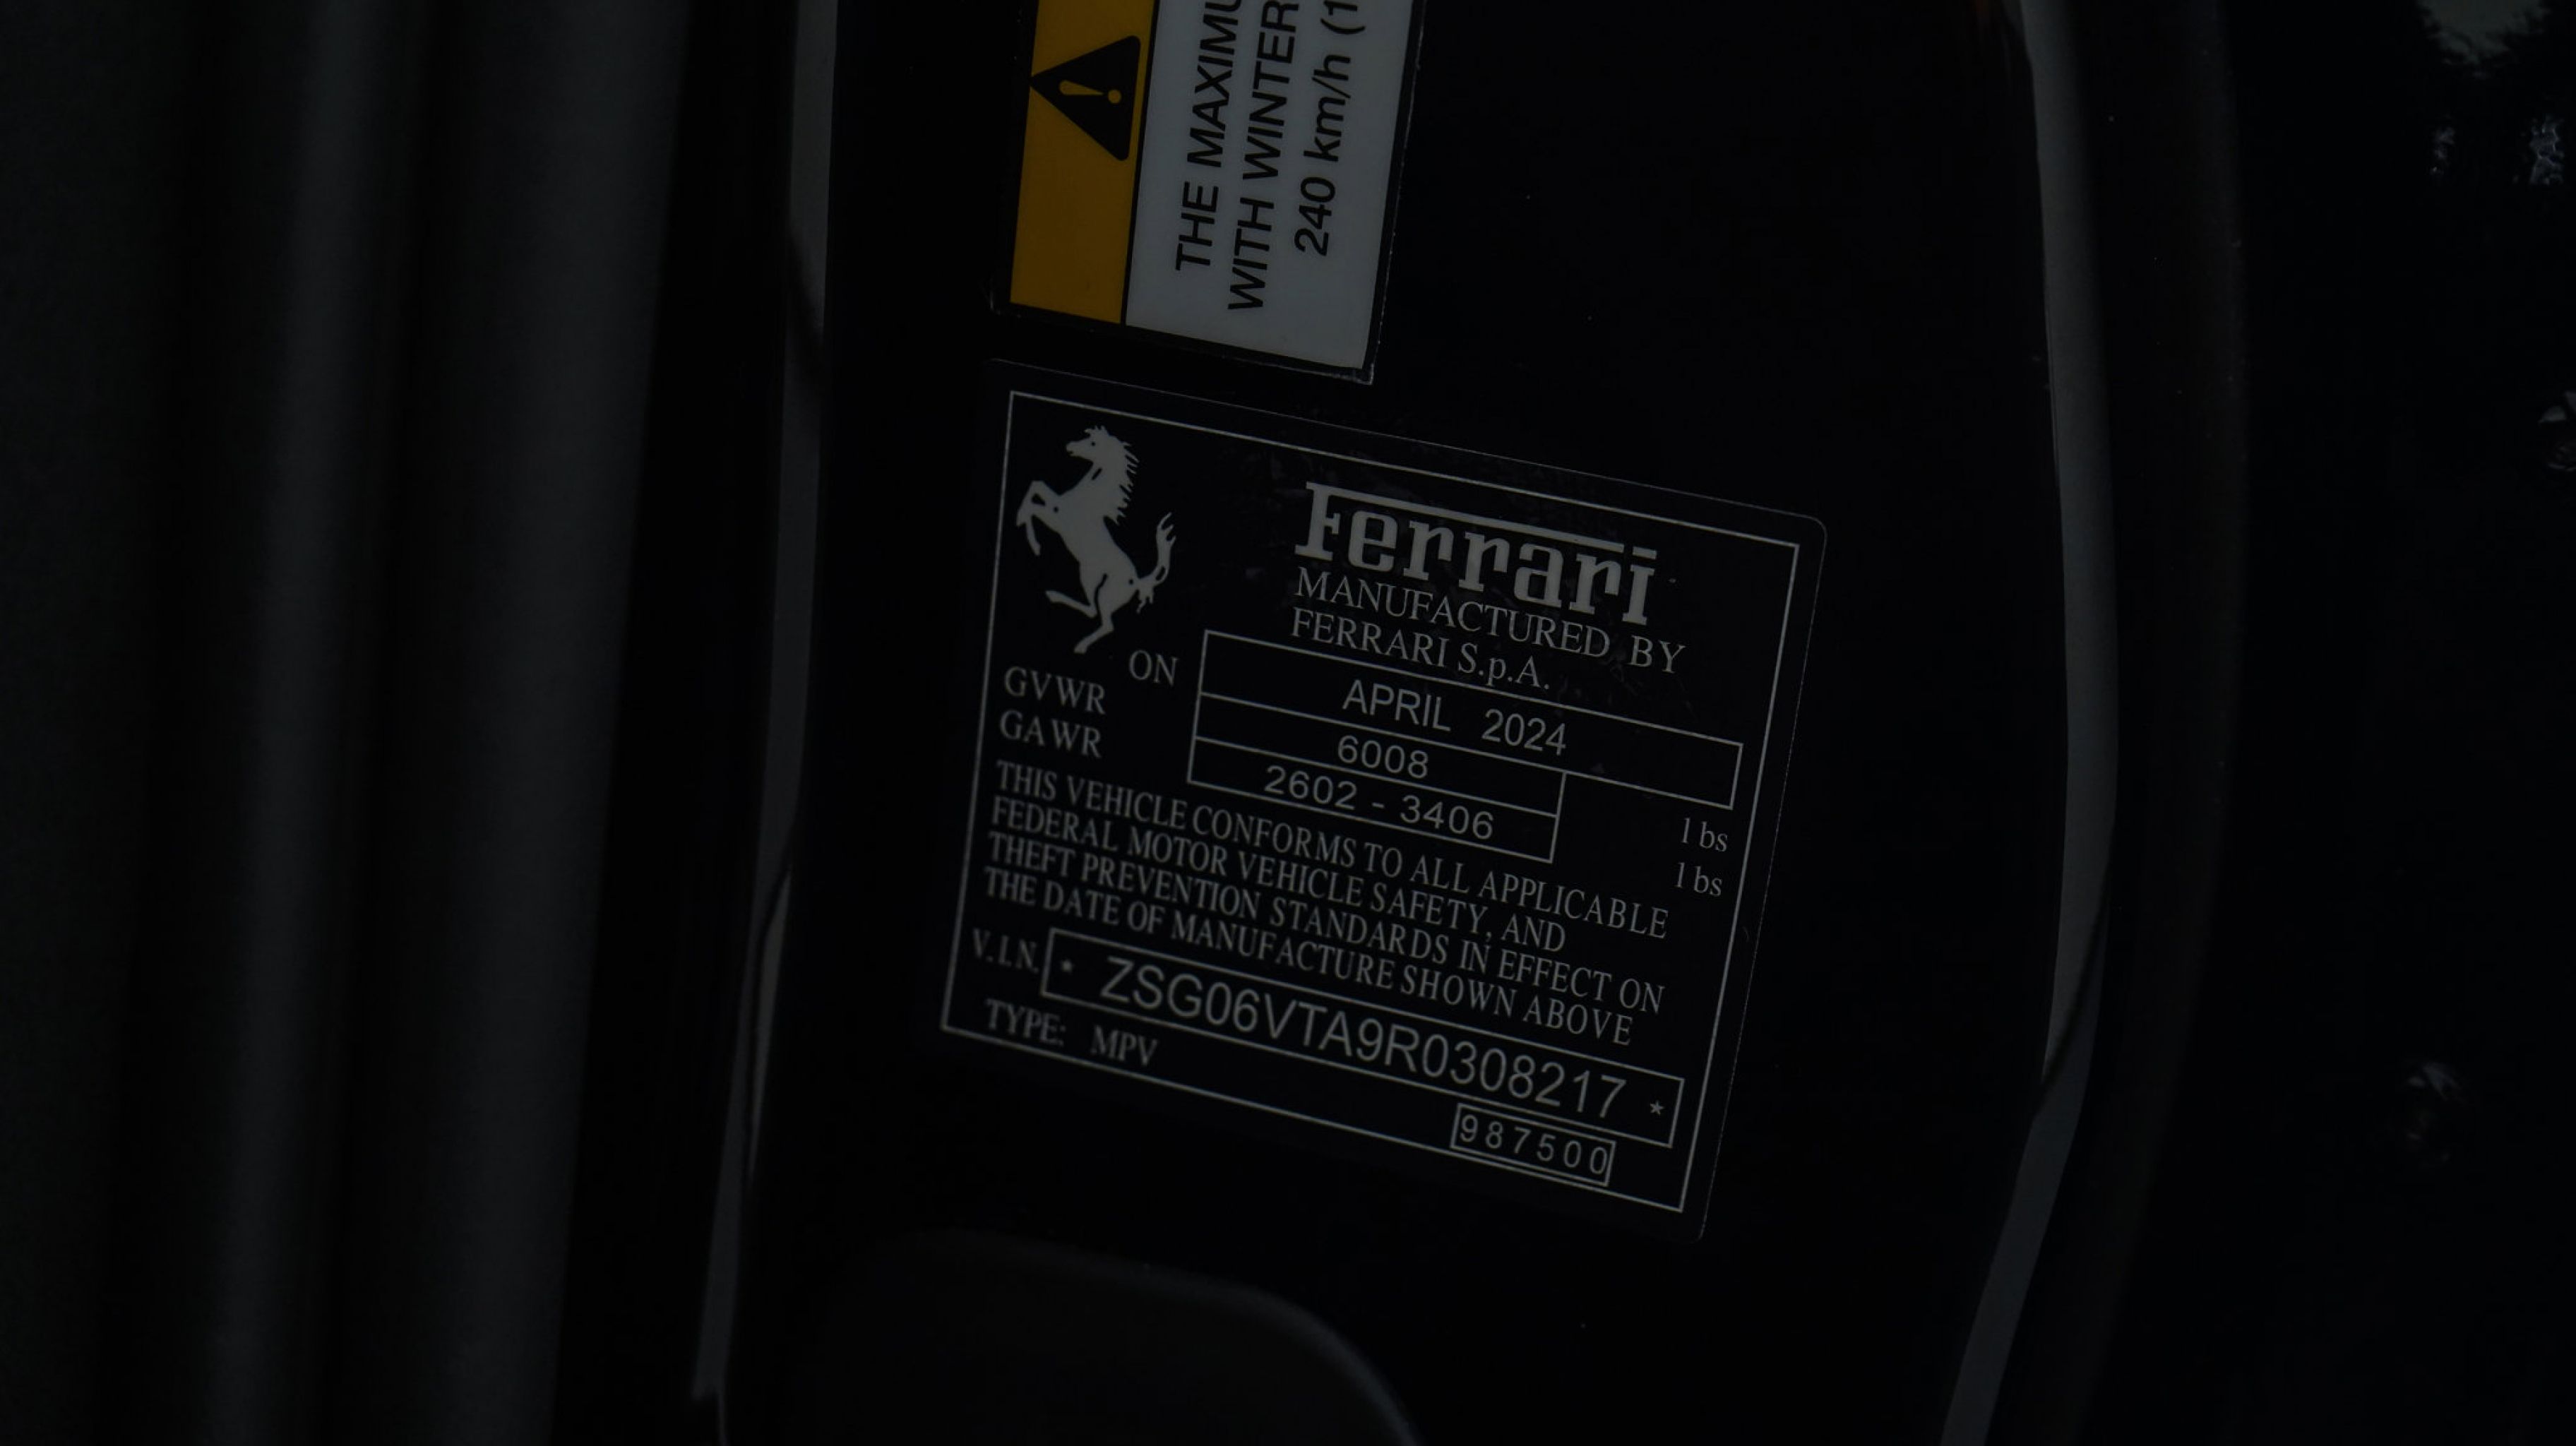 THE MAXIMU
WITH WINTER
240 km/h (1
Ferrari
MANUFACTURED BY
FERRARI S.p.A.
ON APRIL 2024
GVWR 6008 lbs
GAWR 2602 - 3406 lbs
THIS VEHICLE CONFORMS TO ALL APPLICABLE
FEDERAL MOTOR VEHICLE SAFETY, AND
THEFT PREVENTION STANDARDS IN EFFECT ON
THE DATE OF MANUFACTURE SHOWN ABOVE
V.I.N. * ZSG06VTA9R0308217 *
TYPE: MPV
987500